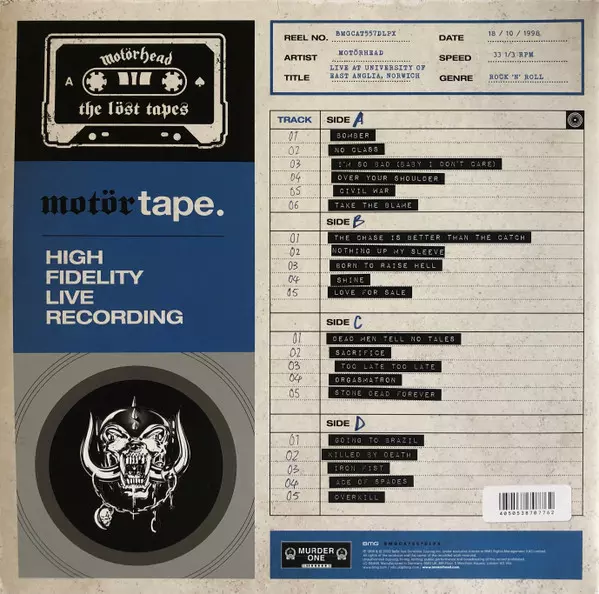 motörhead
A
the löst tapes
motörtape.
HIGH
FIDELITY
LIVE
RECORDING
REEL NO. BMGCAT557DLPX DATE 18 / 10 / 1998
ARTIST MOTÖRHEAD SPEED 33 1/3 RPM
TITLE LIVE AT UNIVERSITY OF EAST ANGLIA, NORWICH GENRE ROCK 'N' ROLL
TRACK SIDE A
01 BOMBER
02 NO CLASS
03 I'M SO BAD (BABY I DON'T CARE)
04 OVER YOUR SHOULDER
05 CIVIL WAR
06 TAKE THE BLAME
SIDE B
01 THE CHASE IS BETTER THAN THE CATCH
02 NOTHING UP MY SLEEVE
03 BORN TO RAISE HELL
04 SHINE
05 LOVE FOR SALE
SIDE C
01 DEAD MEN TELL NO TALES
02 SACRIFICE
03 TOO LATE TOO LATE
04 ORGASMATRON
05 STONE DEAD FOREVER
SIDE D
01 GOING TO BRAZIL
02 KILLED BY DEATH
03 IRON FIST
04 ACE OF SPADES
05 OVERKILL
4050538707762
MURDER
ONE
BMG BMGCAT557DLPX